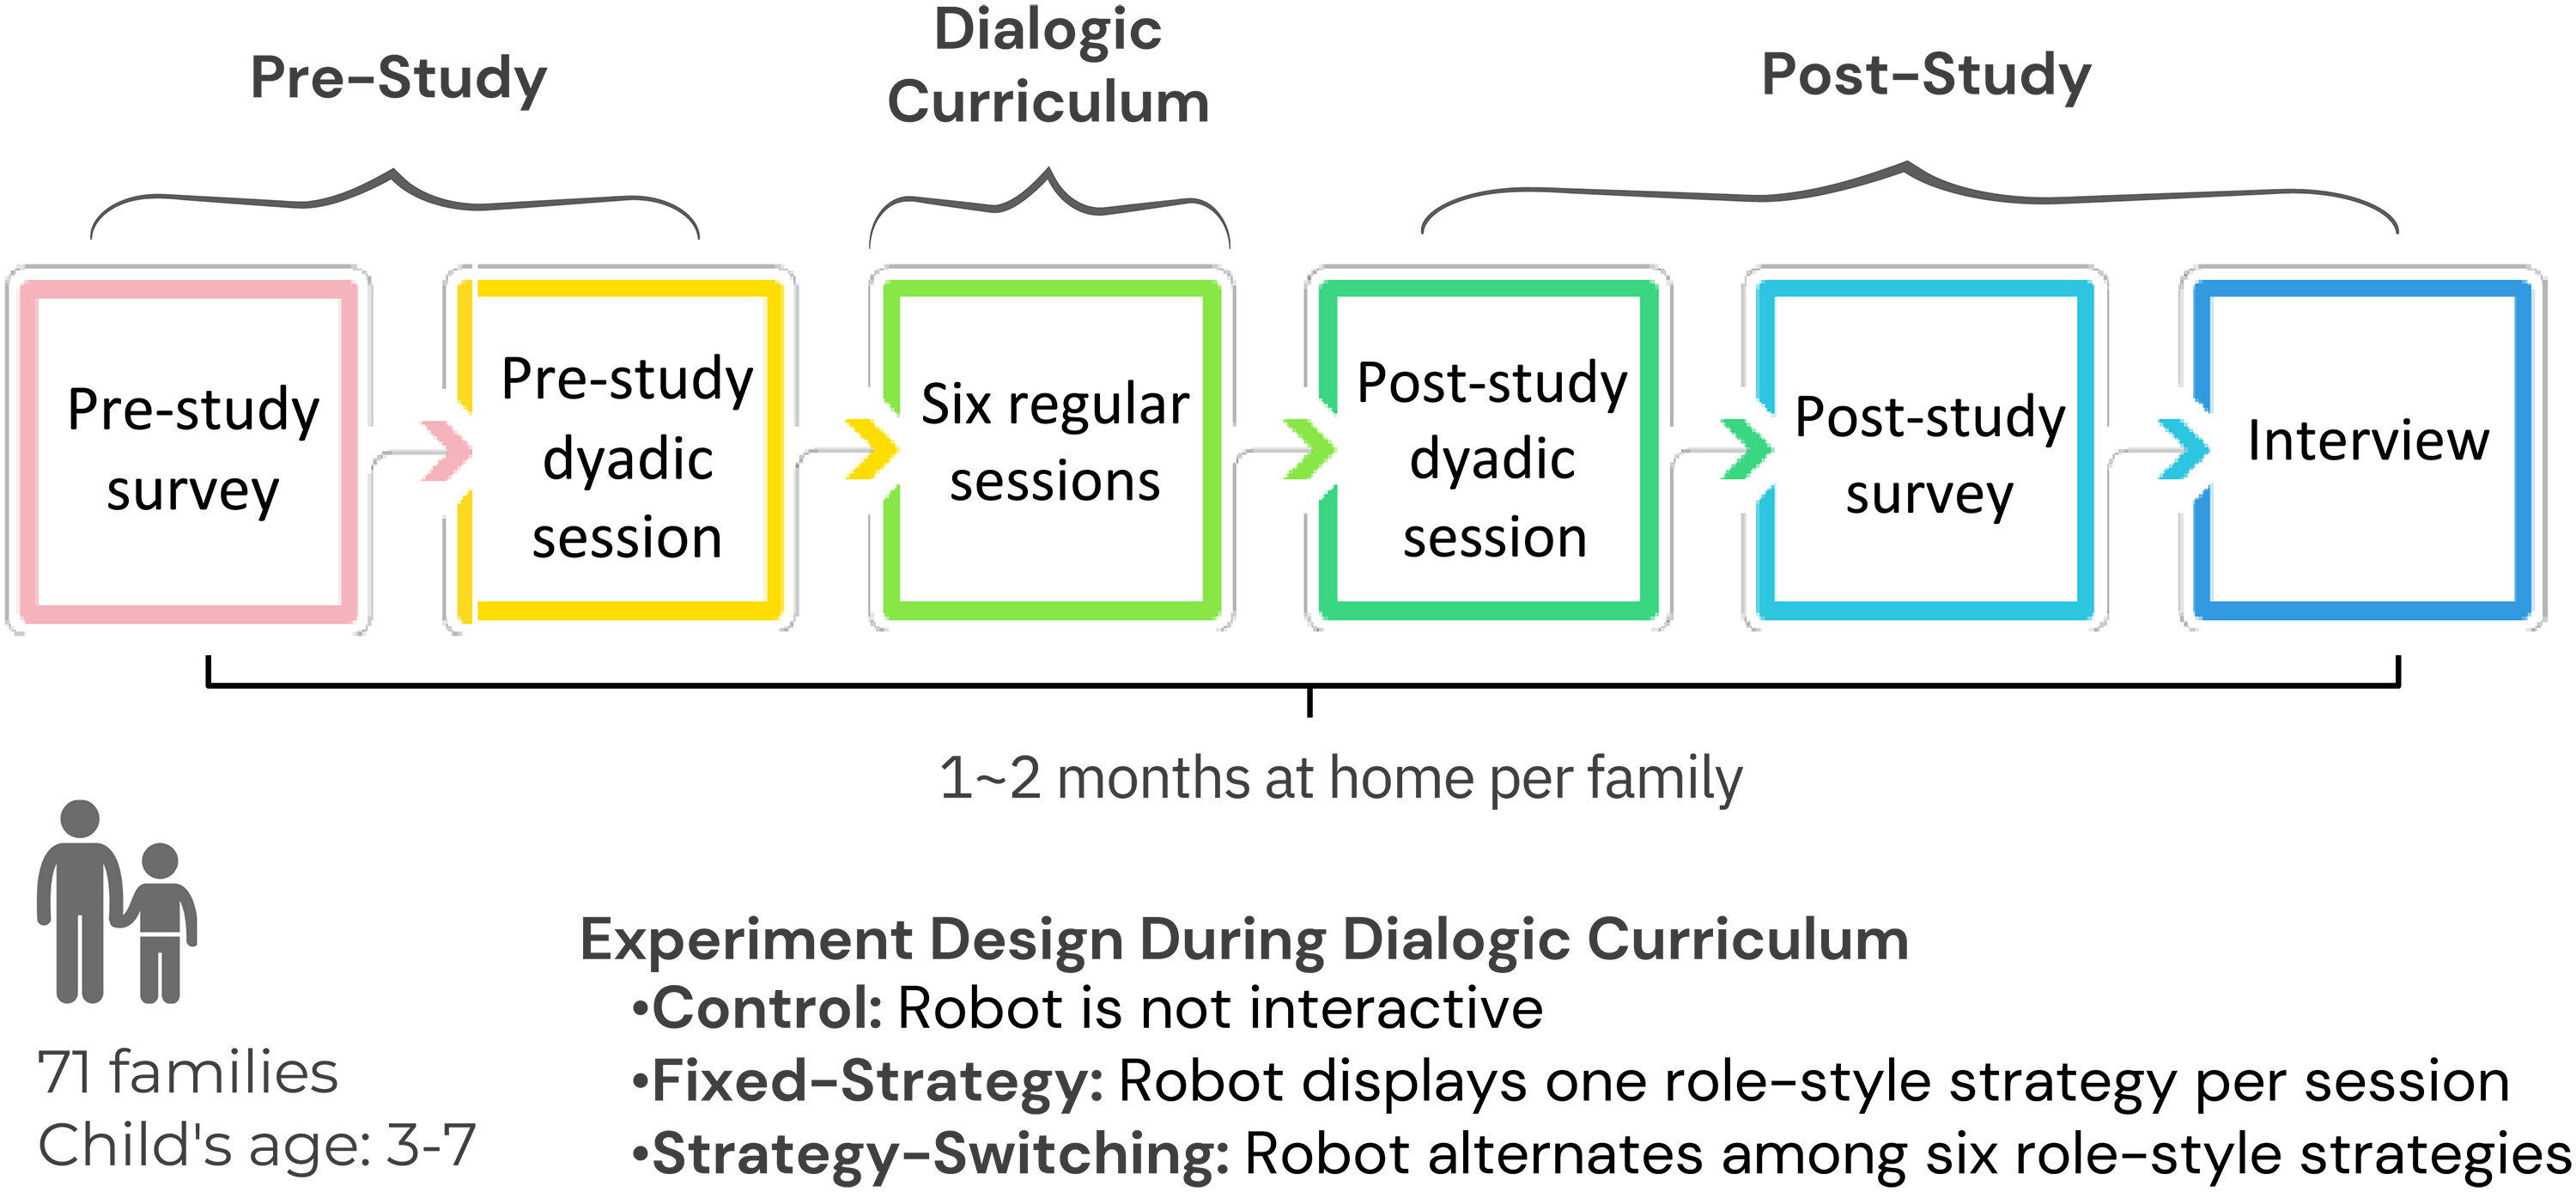 Pre-Study
Dialogic
Curriculum
Post-Study
Pre-study
survey
Pre-study
dyadic
session
Six regular
sessions
Post-study
dyadic
session
Post-study
survey
Interview
1~2 months at home per family
71 families
Child's age: 3-7
Experiment Design During Dialogic Curriculum
•Control: Robot is not interactive
•Fixed-Strategy: Robot displays one role-style strategy per session
•Strategy-Switching: Robot alternates among six role-style strategies